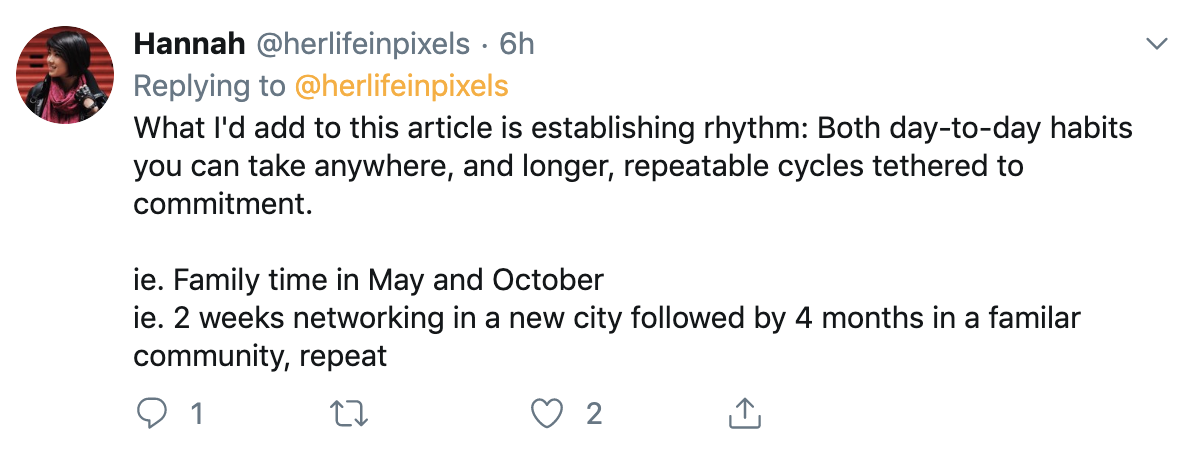 Hannah @herlifeinpixels · 6h
Replying to @herlifeinpixels
What I'd add to this article is establishing rhythm: Both day-to-day habits
you can take anywhere, and longer, repeatable cycles tethered to
commitment.
ie. Family time in May and October
ie. 2 weeks networking in a new city followed by 4 months in a familar
community, repeat
1 2